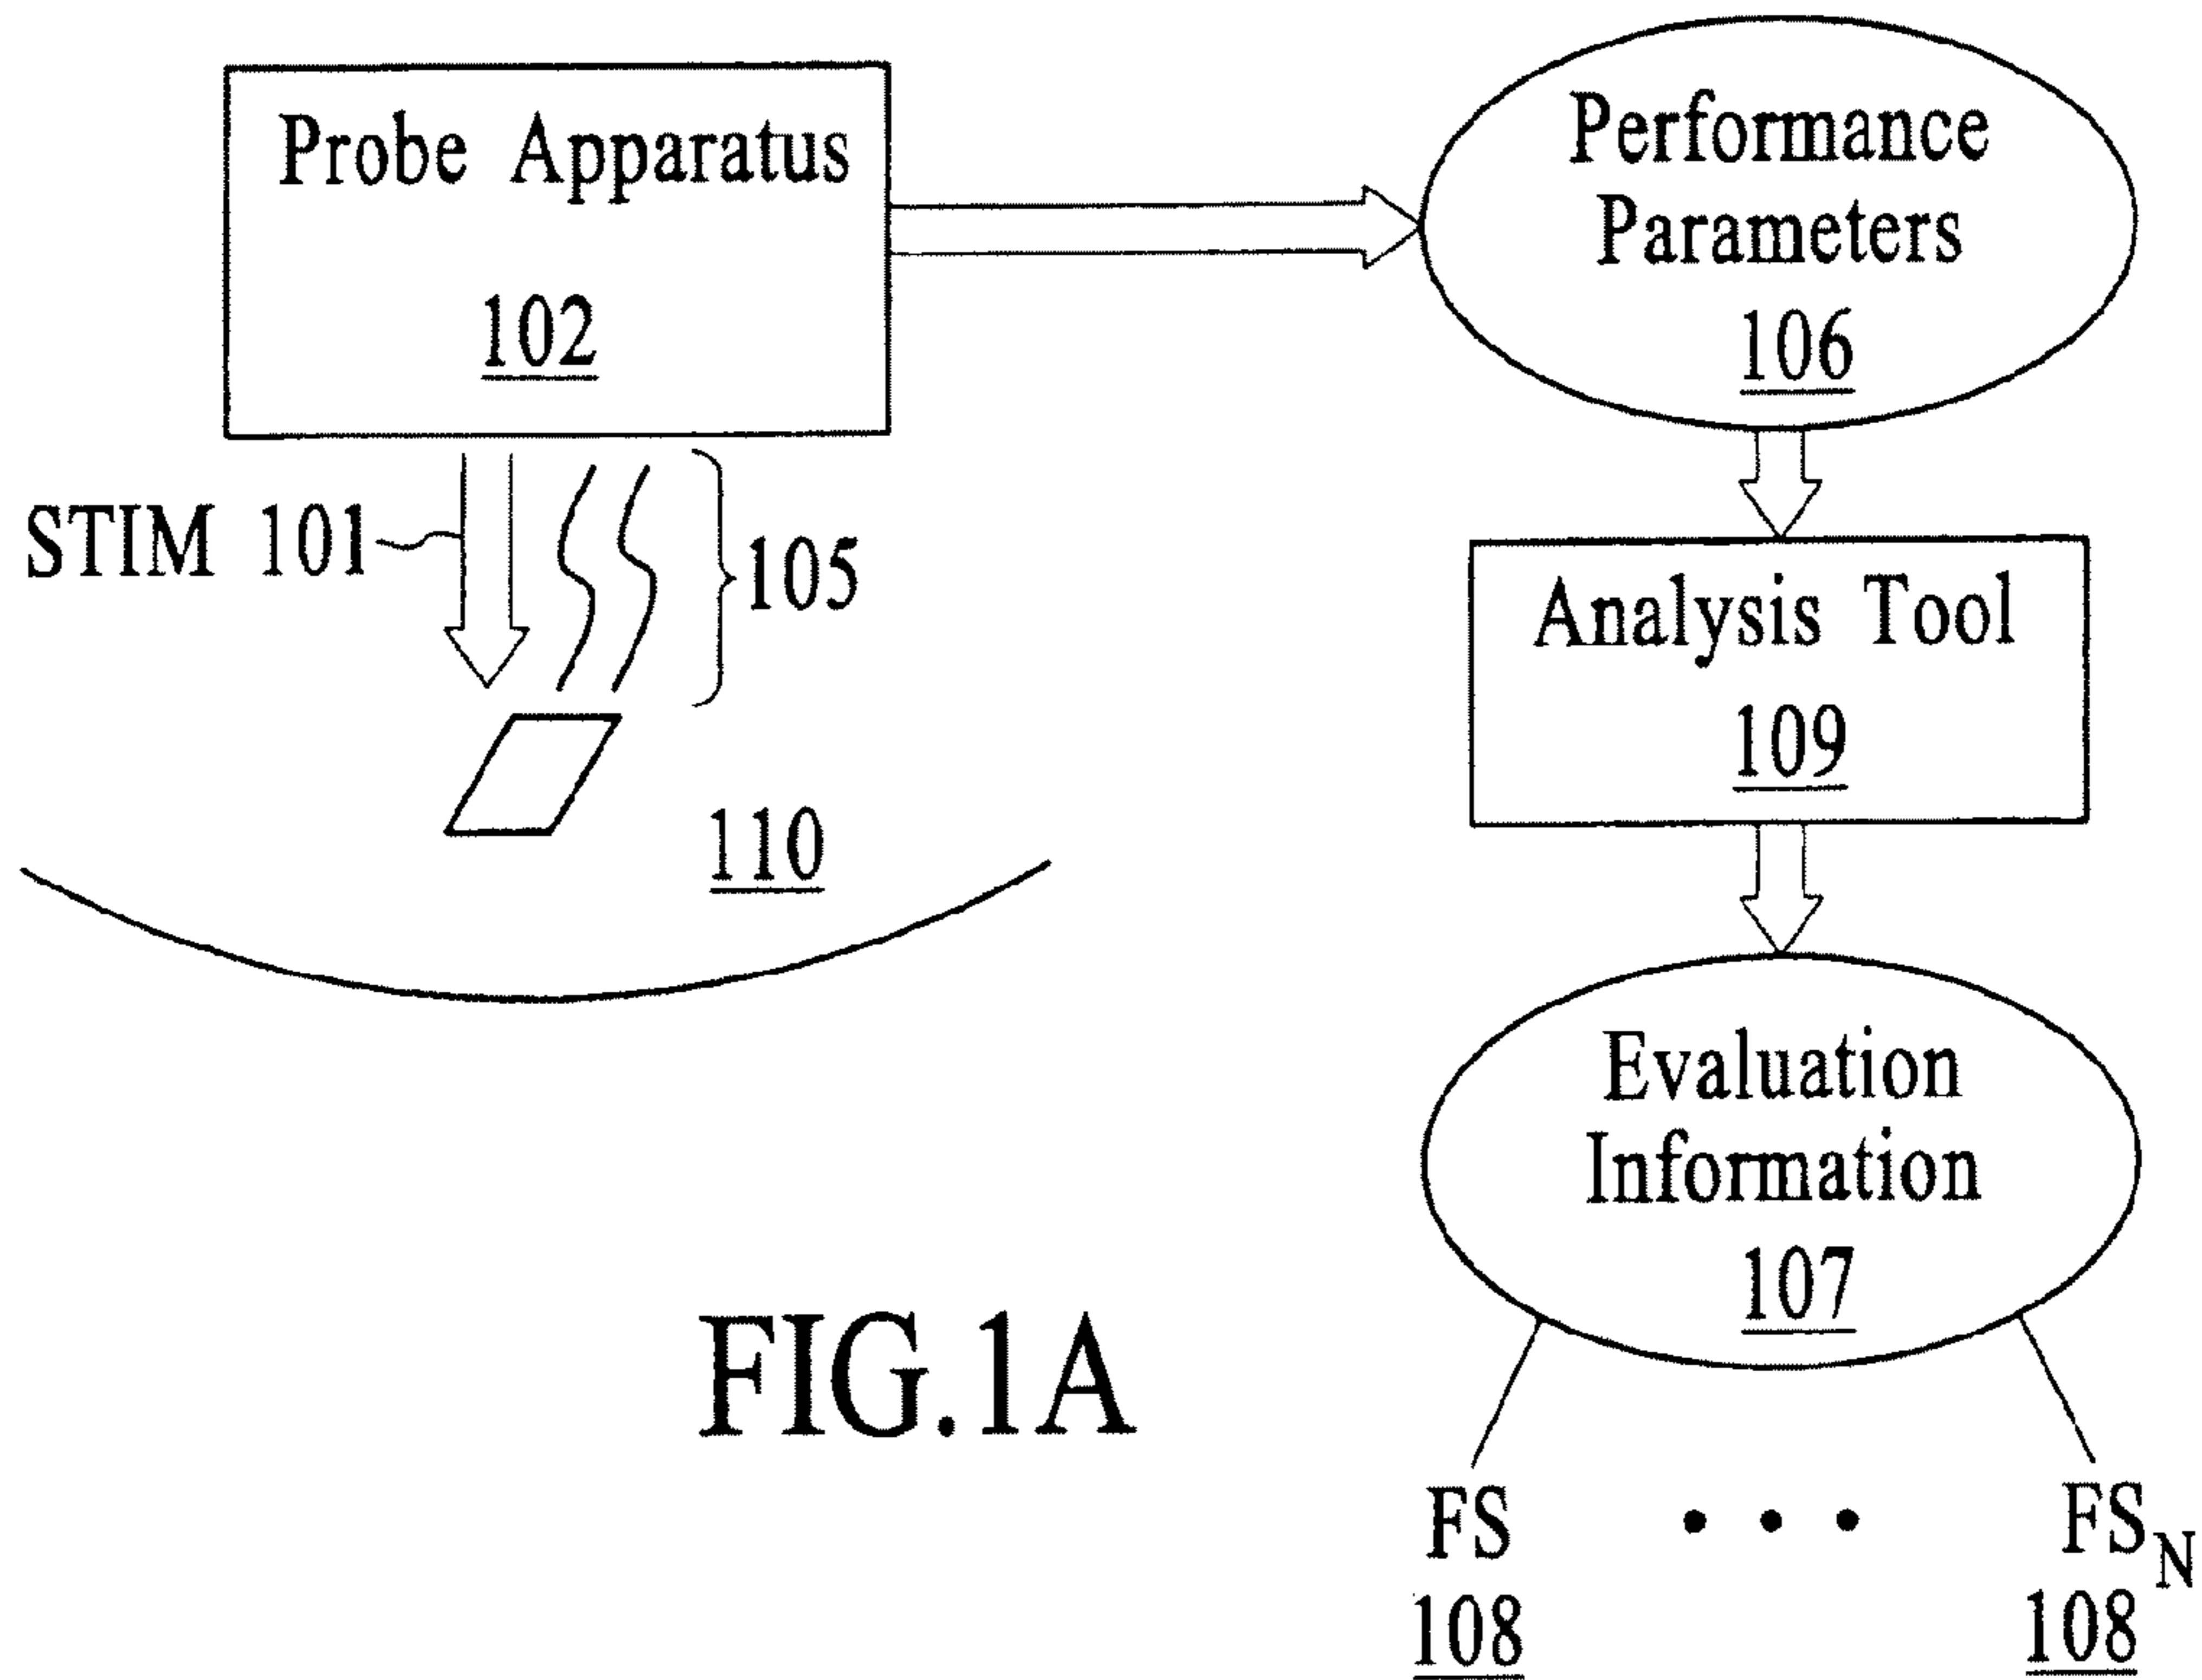 Probe Apparatus
102
Performance
Parameters
106
STIM 101
105
110
Analysis Tool
109
Evaluation
Information
107
FIG.1A
FS • • • FS_N
108 108